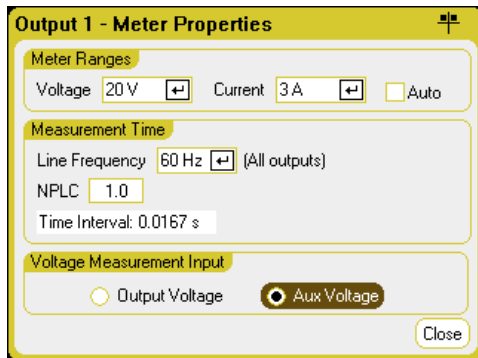 Output 1 - Meter Properties
Meter Ranges
Voltage 20 V Current 3 A Auto
Measurement Time
Line Frequency 60 Hz (All outputs)
NPLC 1.0
Time Interval: 0.0167 s
Voltage Measurement Input
Output Voltage Aux Voltage
Close